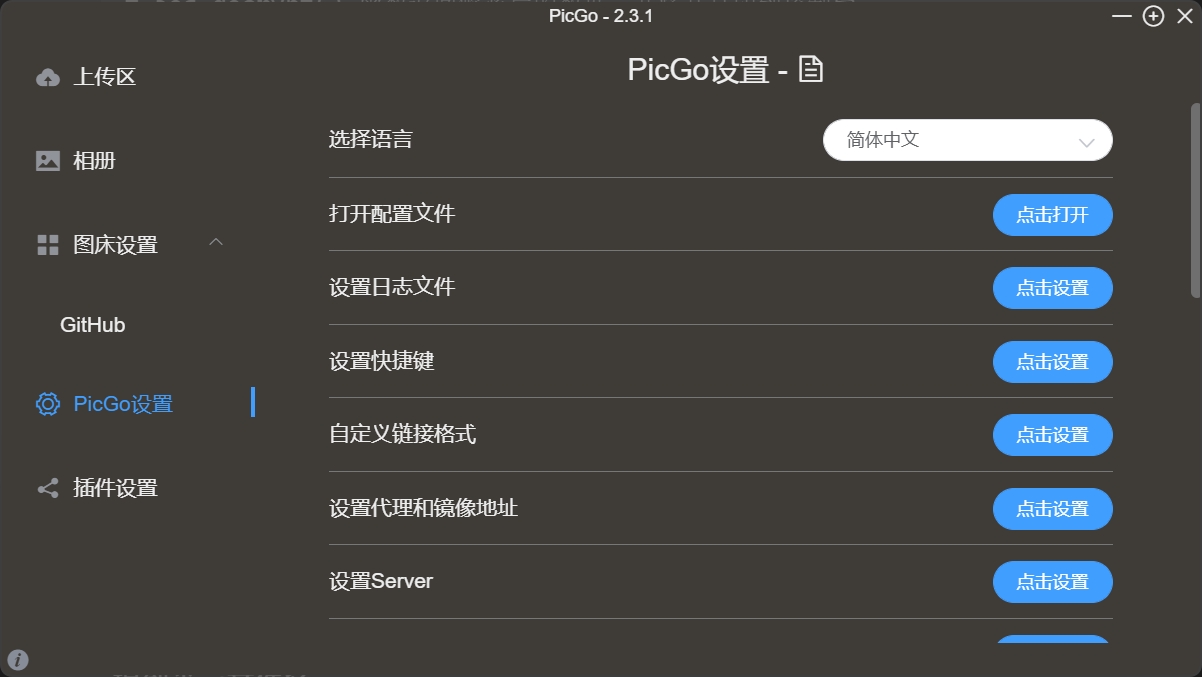 PicGo - 2.3.1
上传区
相册
图床设置
GitHub
PicGo设置
插件设置
PicGo设置 -
选择语言
简体中文
打开配置文件
点击打开
设置日志文件
点击设置
设置快捷键
点击设置
自定义链接格式
点击设置
设置代理和镜像地址
点击设置
设置Server
点击设置